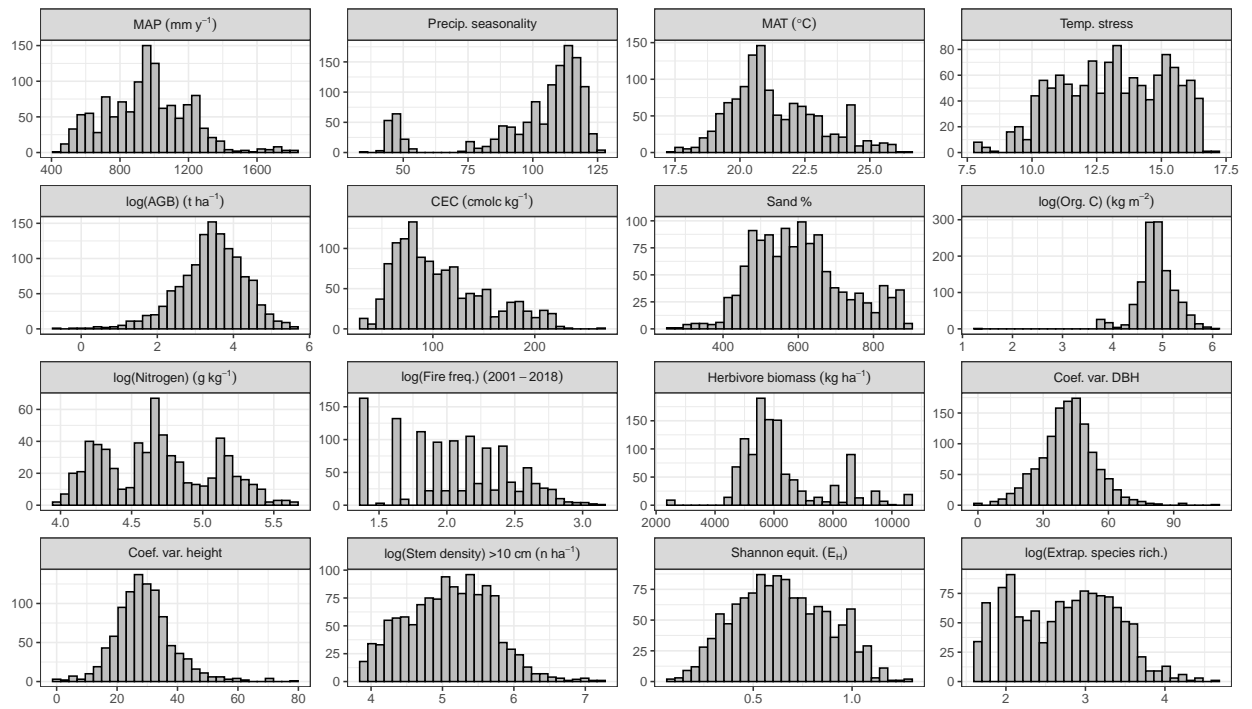 MAP (mm y⁻¹) Precip. seasonality MAT (°C) Temp. stress
150 100 50 0
150 100 50 0
150 100 50 0
80 60 40 20 0
400 800 1200 1600
50 75 100 125
17.5 20.0 22.5 25.0
7.5 10.0 12.5 15.0 17.5
log(AGB) (t ha⁻¹) CEC (cmolc kg⁻¹) Sand % log(Org. C) (kg m⁻²)
150 100 50 0
100 50 0
100 75 50 25 0
300 200 100 0
0 2 4 6
100 200
400 600 800
1 2 3 4 5 6
log(Nitrogen) (g kg⁻¹) log(Fire freq.) (2001 − 2018) Herbivore biomass (kg ha⁻¹) Coef. var. DBH
60 40 20 0
150 100 50 0
150 100 50 0
150 100 50 0
4.0 4.5 5.0 5.5
1.5 2.0 2.5 3.0
2000 4000 6000 8000 10000
0 30 60 90
Coef. var. height log(Stem density) >10 cm (n ha⁻¹) Shannon equit. (E_H) log(Extrap. species rich.)
100 50 0
100 75 50 25 0
75 50 25 0
75 50 25 0
0 20 40 60 80
4 5 6 7
0.5 1.0
2 3 4